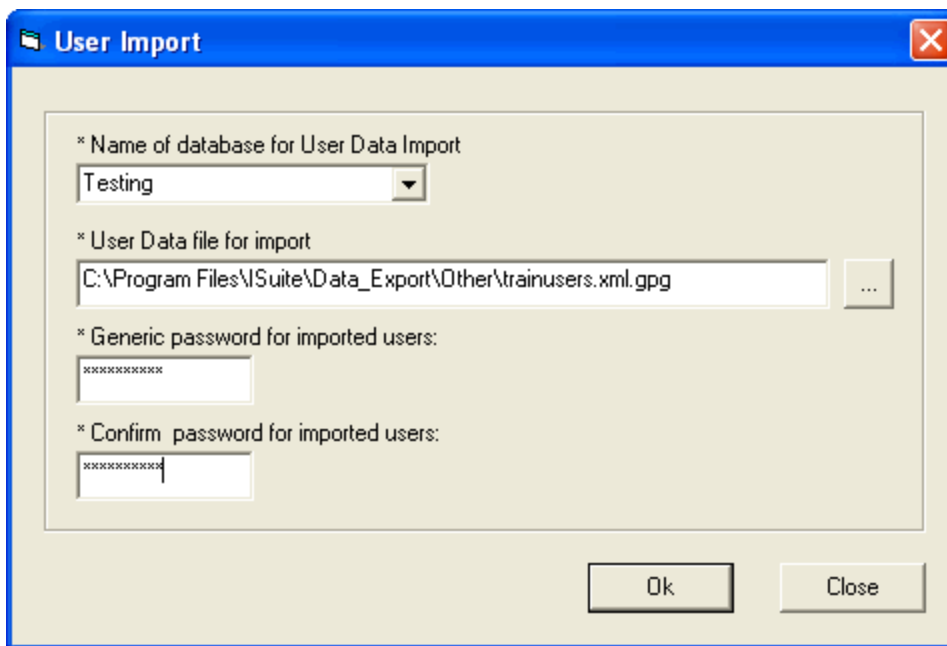 User Import
* Name of database for User Data Import
Testing
* User Data file for import
C:\Program Files\ISuite\Data_Export\Other\trainusers.xml.gpg
...
* Generic password for imported users:
**********
* Confirm  password for imported users:
**********
Ok Close